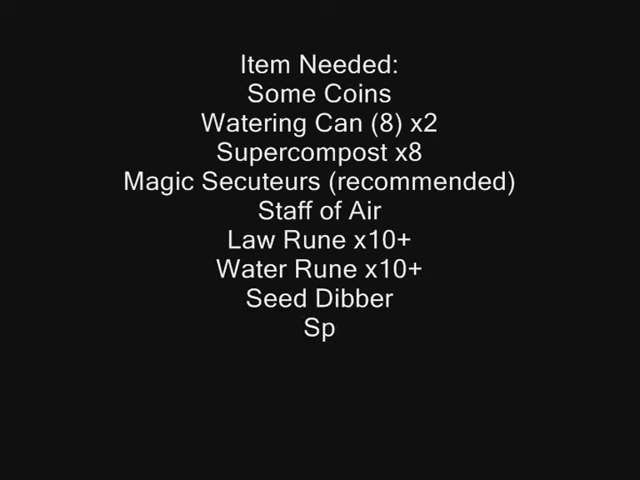 Item Needed:
Some Coins
Watering Can (8) x2
Supercompost x8
Magic Secuteurs (recommended)
Staff of Air
Law Rune x10+
Water Rune x10+
Seed Dibber
Sp